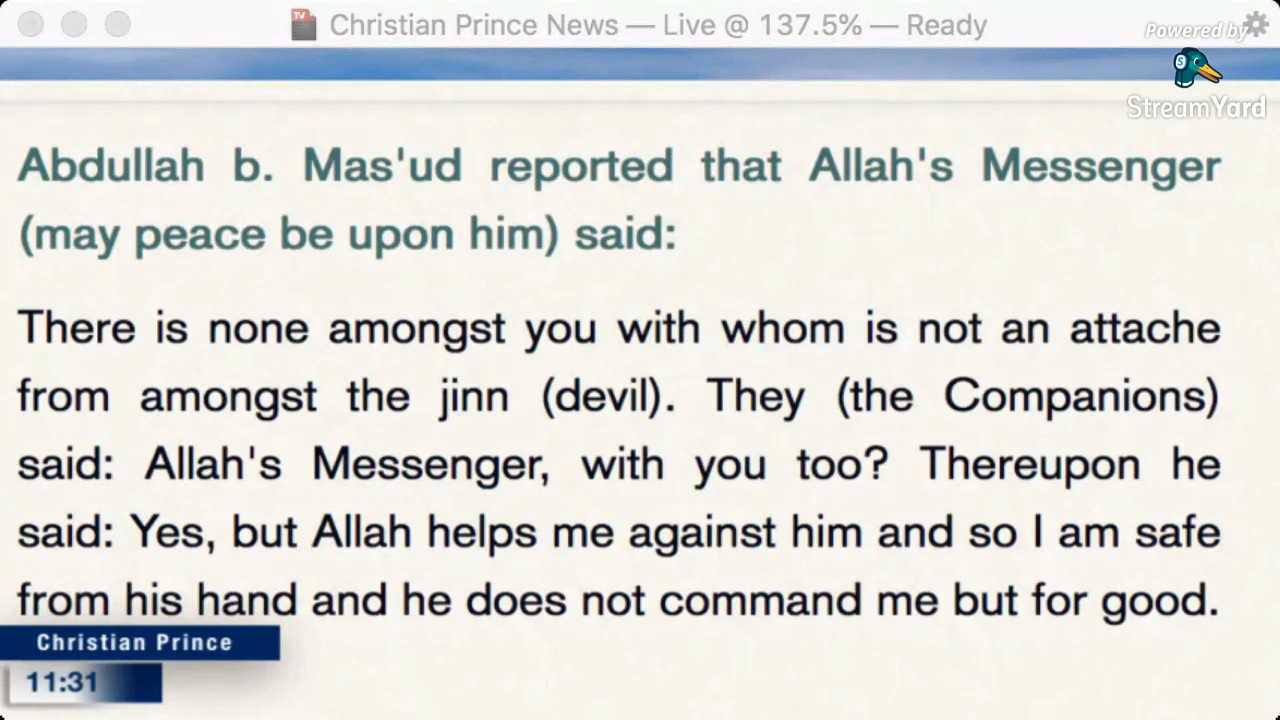 TV
Christian Prince News — Live @ 137.5% — Ready
Powered by
S
StreamYard
Abdullah b. Mas'ud reported that Allah's Messenger
(may peace be upon him) said:
There is none amongst you with whom is not an attache
from amongst the jinn (devil). They (the Companions)
said: Allah's Messenger, with you too? Thereupon he
said: Yes, but Allah helps me against him and so I am safe
from his hand and he does not command me but for good.
Christian Prince
11:31